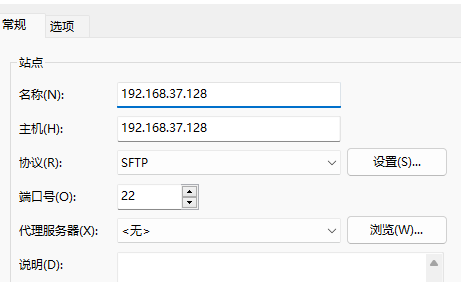 常规 选项
站点
名称(N): 192.168.37.128
主机(H): 192.168.37.128
协议(R): SFTP 设置(S)...
端口号(O): 22
代理服务器(X): <无> 浏览(W)...
说明(D):